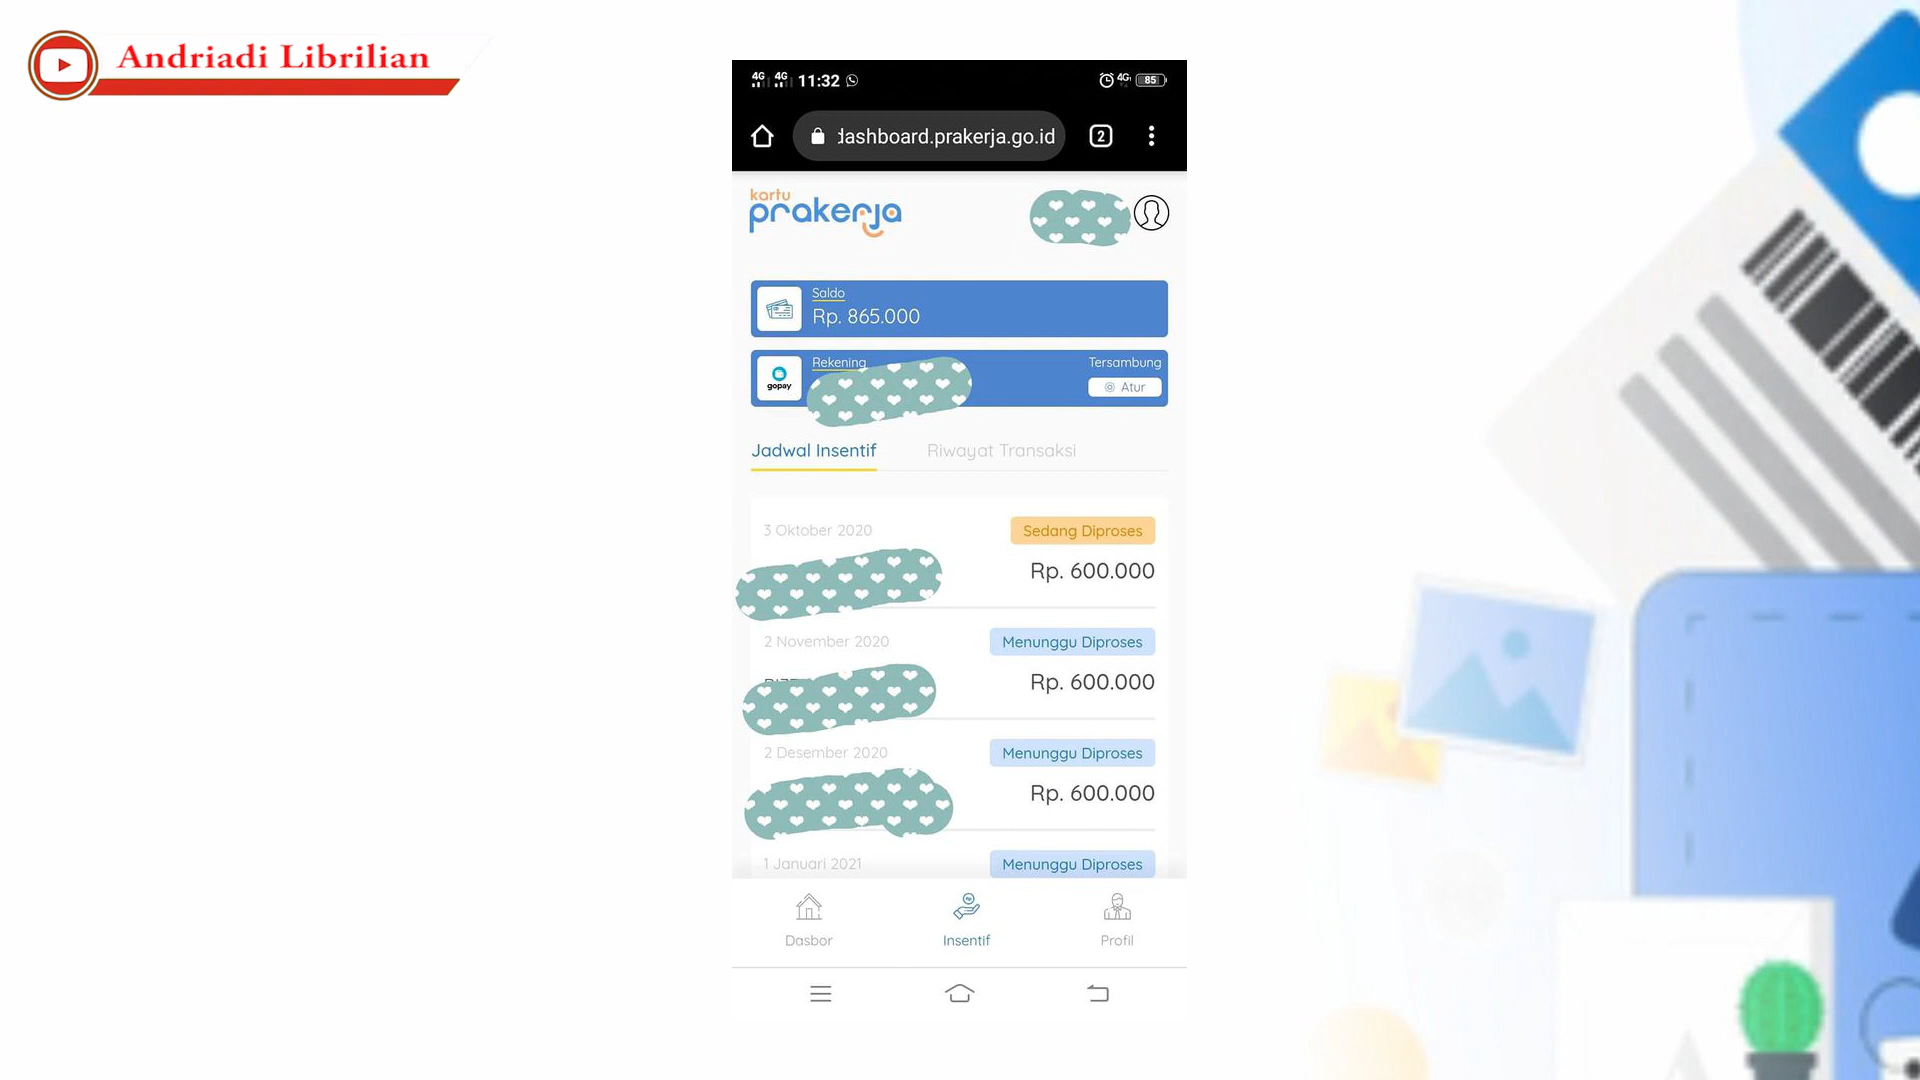 Andriadi Librilian
4G 4G 11:32 4G 85
dashboard.prakerja.go.id 2
kartu
prakerja
Saldo
Rp. 865.000
gopay
Rekening
Tersambung
Atur
Jadwal Insentif Riwayat Transaksi
3 Oktober 2020 Sedang Diproses
Rp. 600.000
2 November 2020 Menunggu Diproses
Rp. 600.000
2 Desember 2020 Menunggu Diproses
Rp. 600.000
1 Januari 2021 Menunggu Diproses
Dasbor Insentif Profil